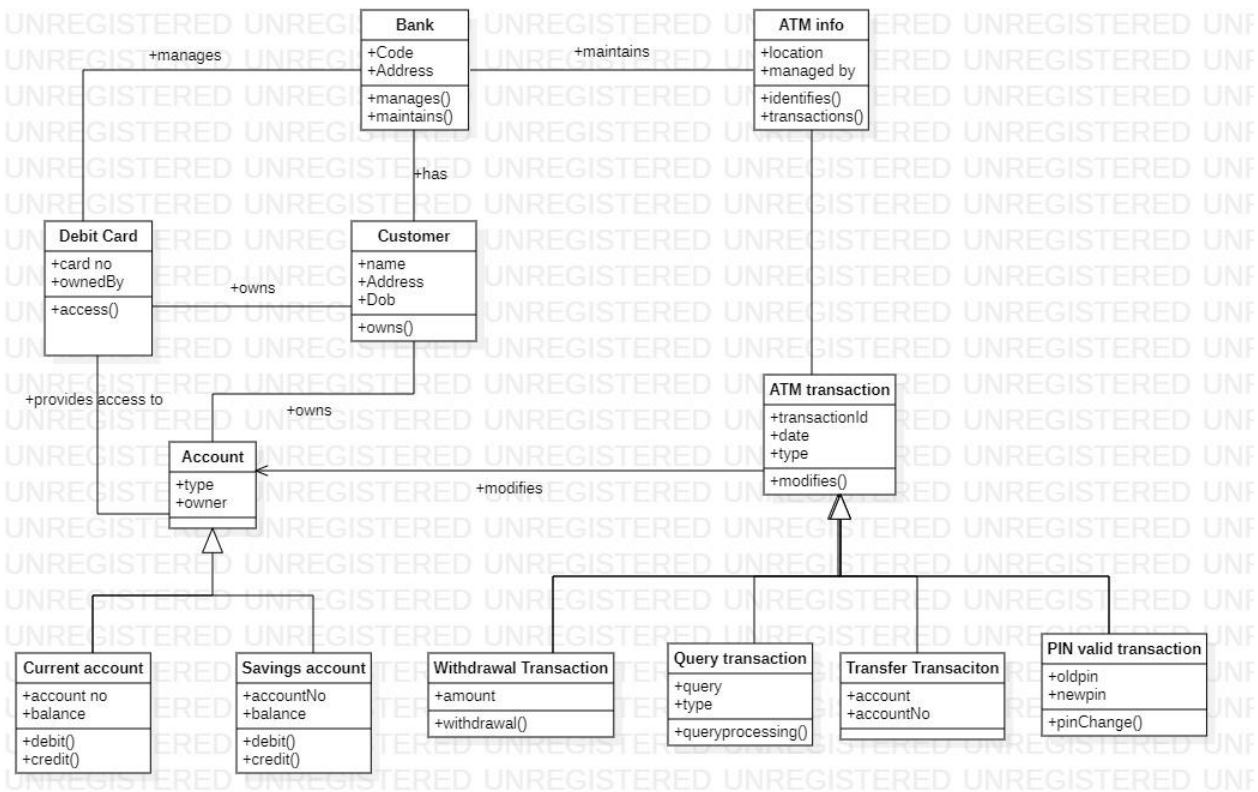 Bank
+Code
+Address
+manages()
+maintains()
ATM info
+location
+managed by
+identifies()
+transactions()
+manages
+maintains
+has
Debit Card
+card no
+ownedBy
+access()
Customer
+name
+Address
+Dob
+owns()
+owns
+provides access to
+owns
Account
+type
+owner
ATM transaction
+transactionId
+date
+type
+modifies()
+modifies
Current account
+account no
+balance
+debit()
+credit()
Savings account
+accountNo
+balance
+debit()
+credit()
Withdrawal Transaction
+amount
+withdrawal()
Query transaction
+query
+type
+queryprocessing()
Transfer Transaciton
+account
+accountNo
PIN valid transaction
+oldpin
+newpin
+pinChange()
UNREGISTERED